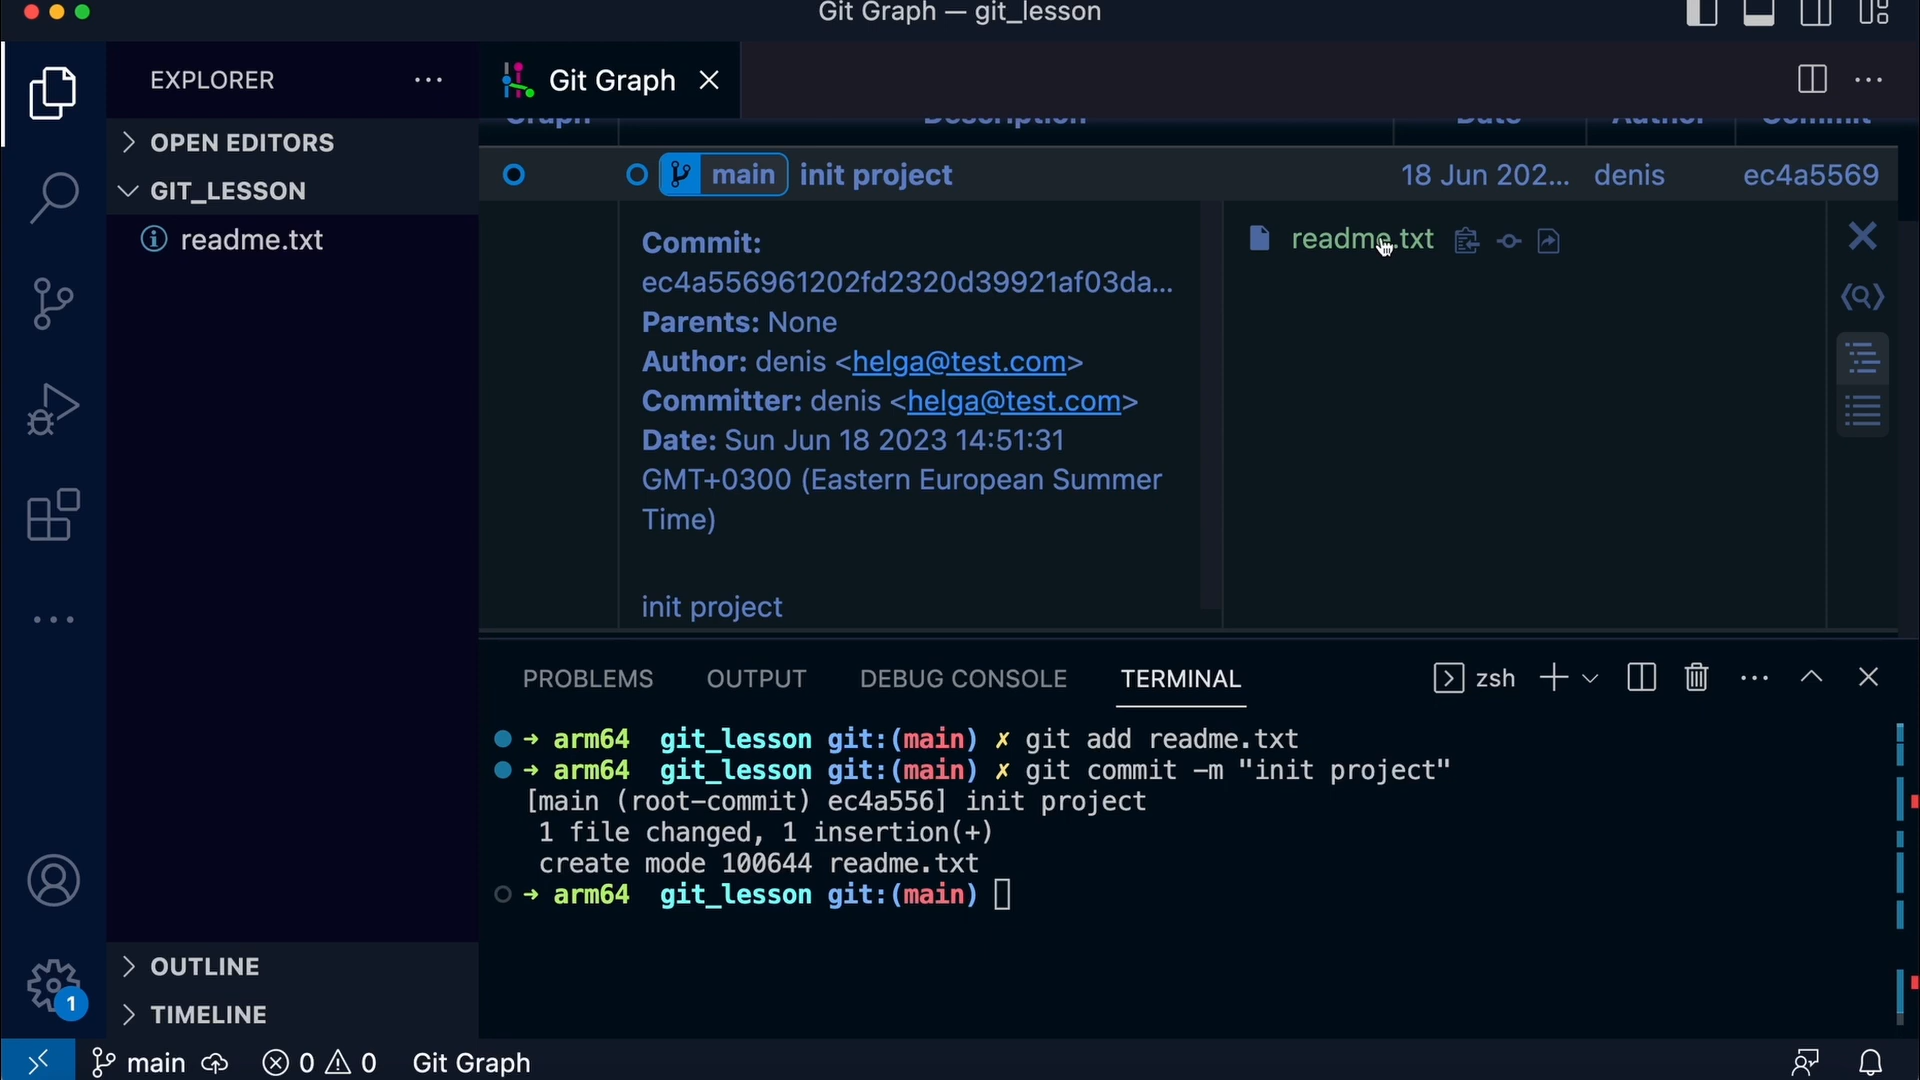 Git Graph — git_lesson
EXPLORER
Git Graph
OPEN EDITORS
GIT_LESSON
readme.txt
Graph Description Date Author Commit
main init project 18 Jun 202... denis ec4a5569
Commit:
ec4a556961202fd2320d39921af03da...
Parents: None
Author: denis <helga@test.com>
Committer: denis <helga@test.com>
Date: Sun Jun 18 2023 14:51:31
GMT+0300 (Eastern European Summer
Time)
init project
readme.txt
PROBLEMS OUTPUT DEBUG CONSOLE TERMINAL zsh
➜ arm64 git_lesson git:(main) ✗ git add readme.txt
➜ arm64 git_lesson git:(main) ✗ git commit -m "init project"
[main (root-commit) ec4a556] init project
1 file changed, 1 insertion(+)
create mode 100644 readme.txt
➜ arm64 git_lesson git:(main)
OUTLINE
1
TIMELINE
main 0 0 Git Graph